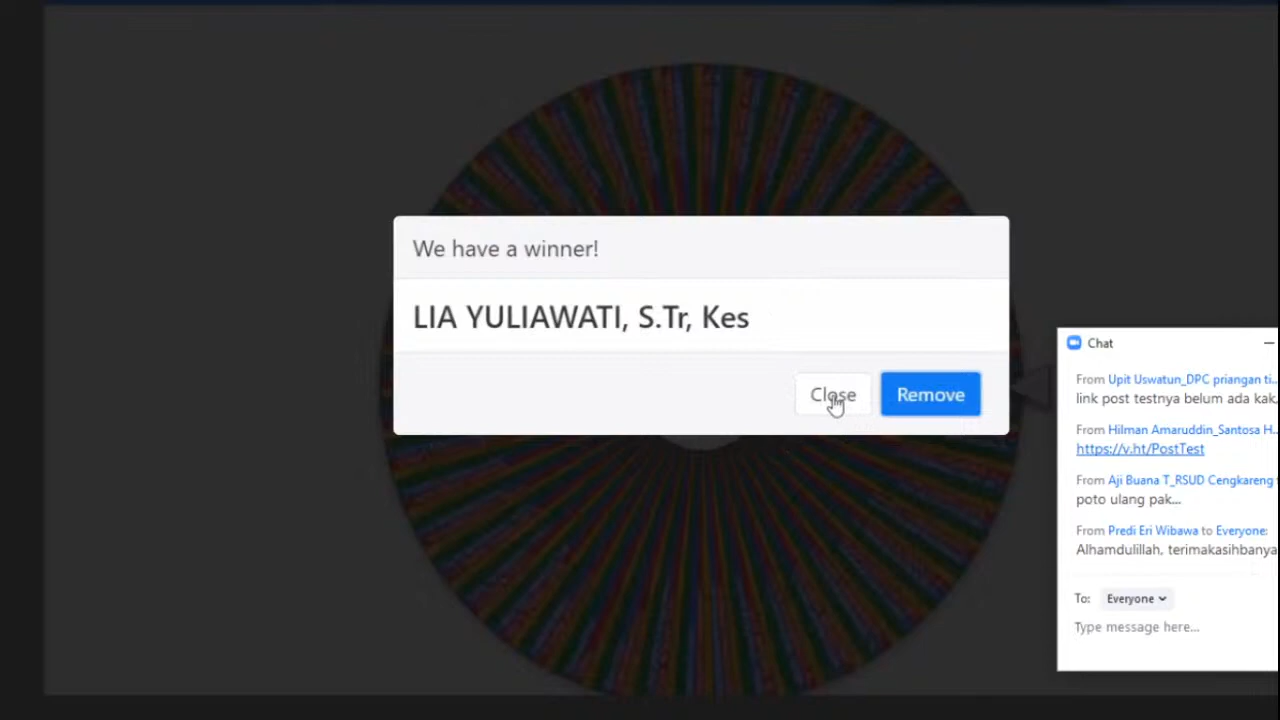 We have a winner!
LIA YULIAWATI, S.Tr, Kes
Close
Remove
Chat
From Upit Uswatun_DPC priangan ti...
link post testnya belum ada kak,
From Hilman Amaruddin_Santosa H...
https://v.ht/PostTest
From Aji Buana T_RSUD Cengkareng
poto ulang pak...
From Predi Eri Wibawa to Everyone:
Alhamdulillah, terimakasihbanya
To: Everyone
Type message here...